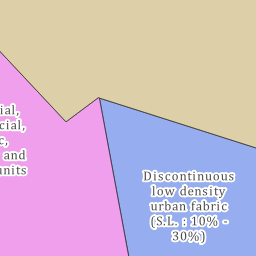 ial,
cial,
c,
and
units
Discontinuous
low density
urban fabric
(S.L. : 10% -
30%)